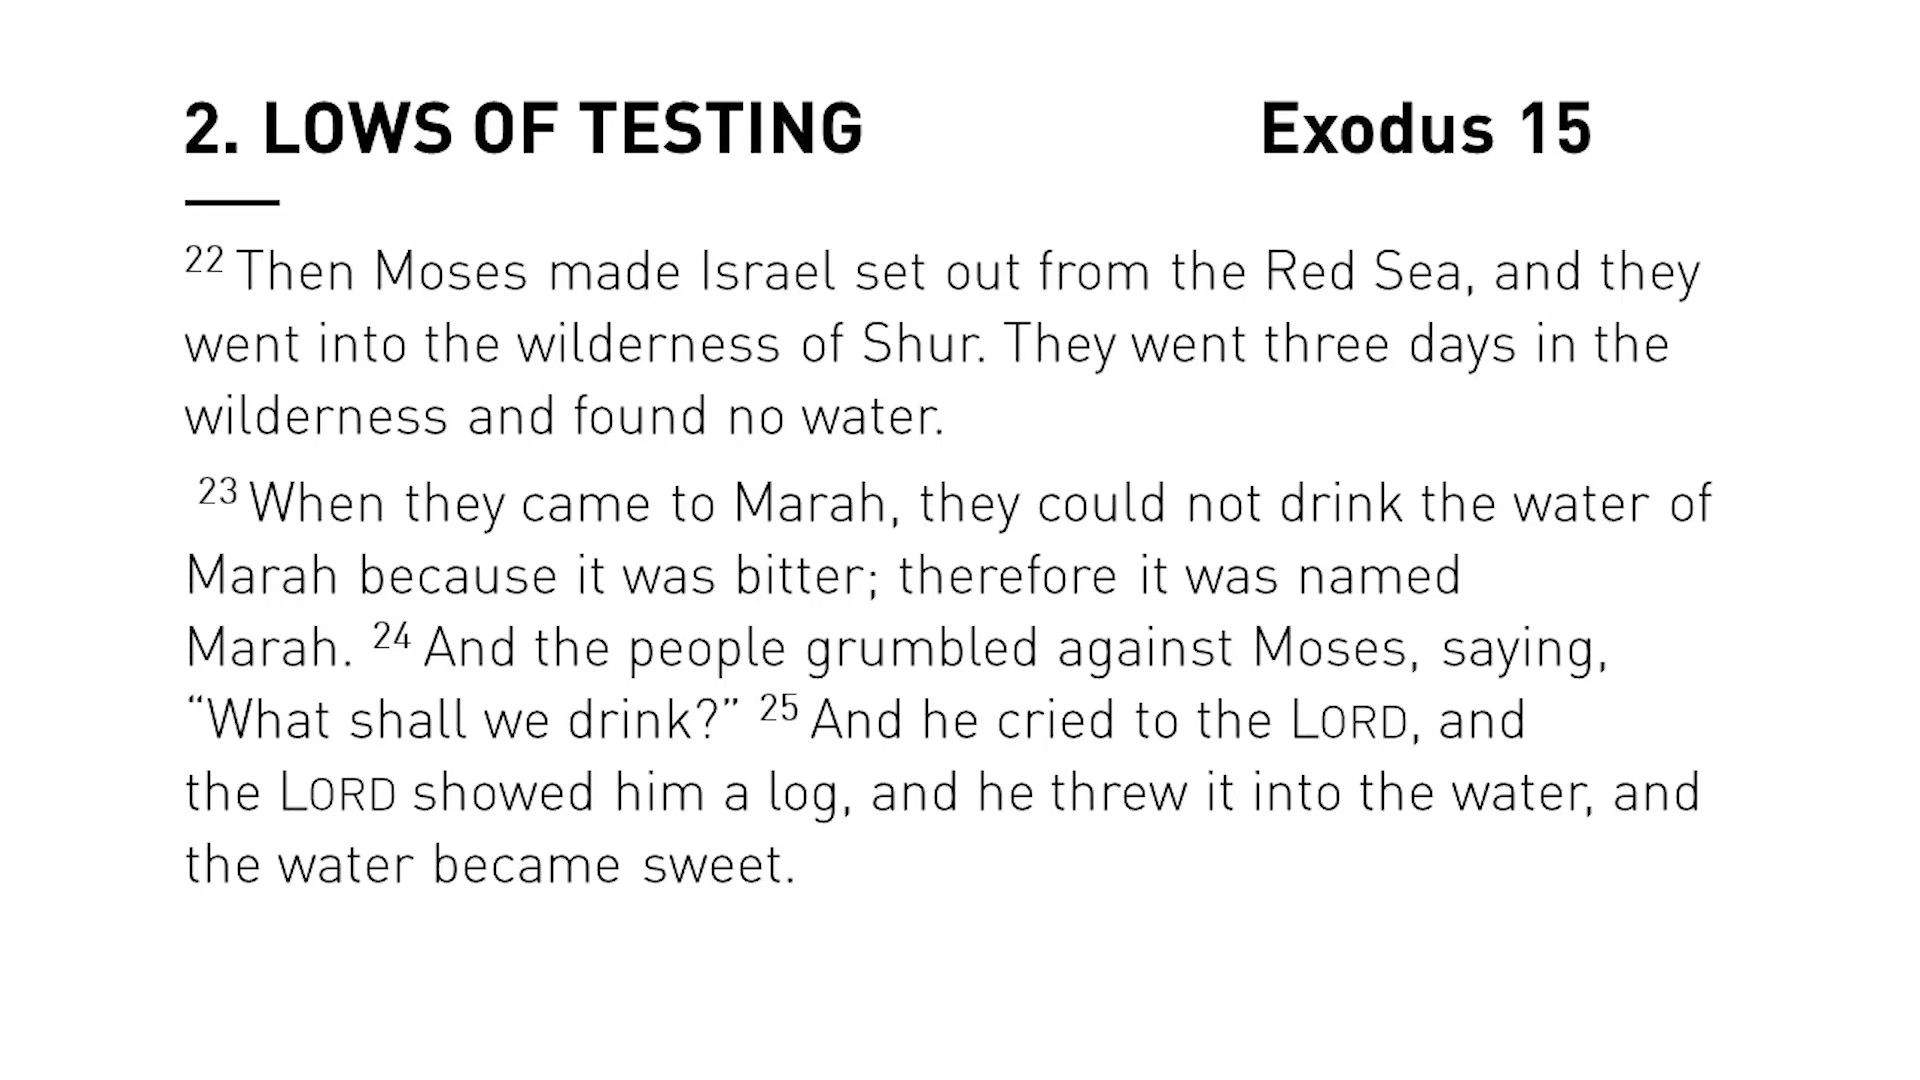 2. LOWS OF TESTING Exodus 15
22 Then Moses made Israel set out from the Red Sea, and they
went into the wilderness of Shur. They went three days in the
wilderness and found no water.
23 When they came to Marah, they could not drink the water of
Marah because it was bitter; therefore it was named
Marah. 24 And the people grumbled against Moses, saying,
“What shall we drink?” 25 And he cried to the LORD, and
the LORD showed him a log, and he threw it into the water, and
the water became sweet.